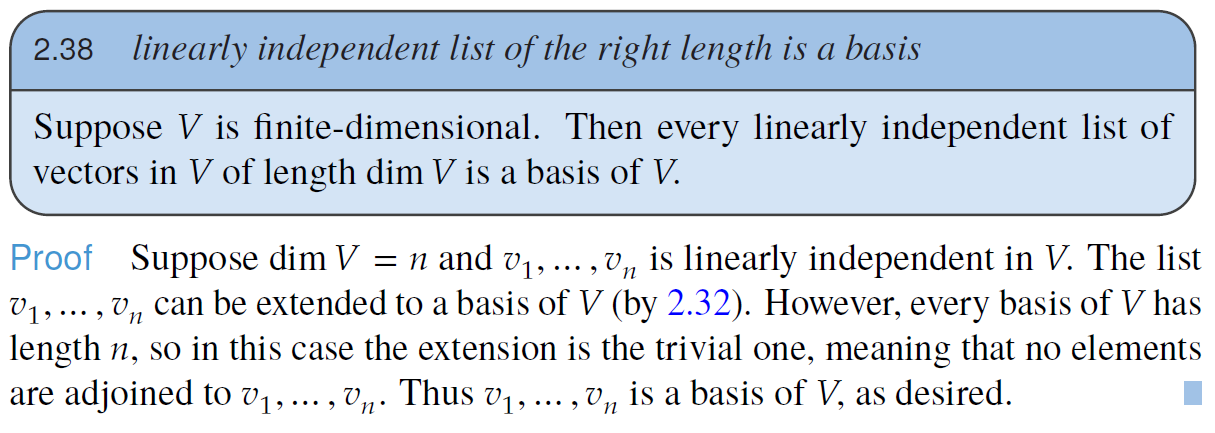 2.38 linearly independent list of the right length is a basis
Suppose V is finite-dimensional. Then every linearly independent list of
vectors in V of length dim V is a basis of V.
Proof Suppose dim V = n and v₁, … , vₙ is linearly independent in V. The list
v₁, … , vₙ can be extended to a basis of V (by 2.32). However, every basis of V has
length n, so in this case the extension is the trivial one, meaning that no elements
are adjoined to v₁, … , vₙ. Thus v₁, … , vₙ is a basis of V, as desired.